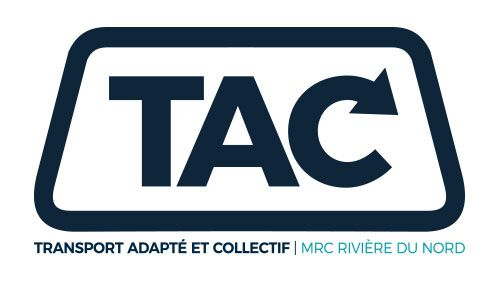 TAC
TRANSPORT ADAPTÉ ET COLLECTIF | MRC RIVIÈRE DU NORD